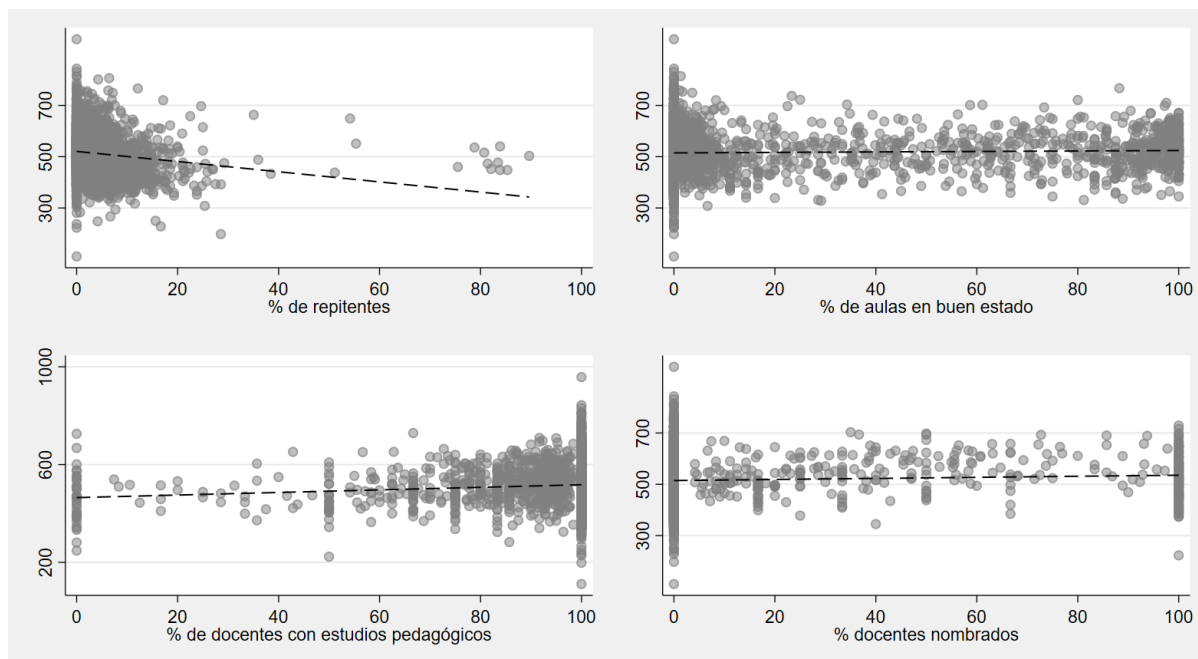 700
500
300
0 20 40 60 80 100
% de repitentes
700
500
300
0 20 40 60 80 100
% de aulas en buen estado
1000
600
200
0 20 40 60 80 100
% de docentes con estudios pedagógicos
700
500
300
0 20 40 60 80 100
% docentes nombrados